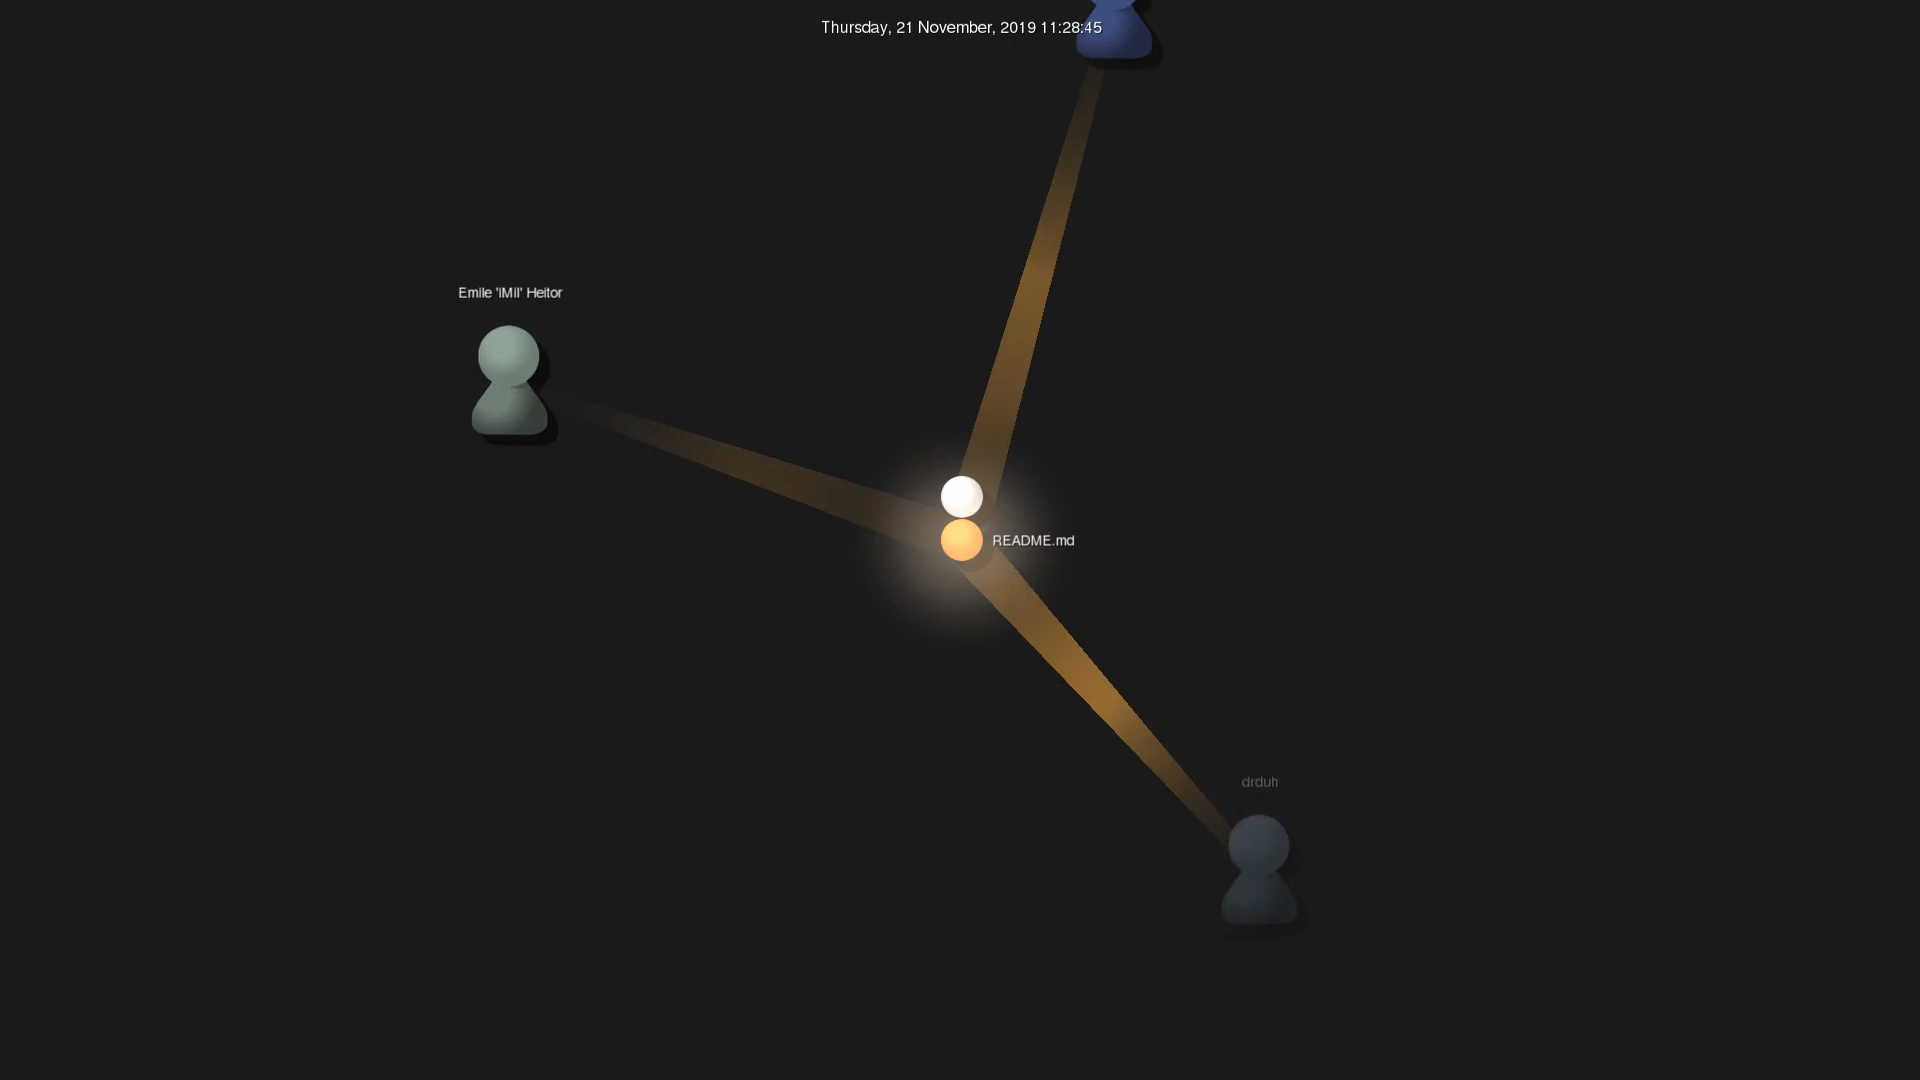 Thursday, 21 November, 2019 11:28:45
Emile 'iMil' Heitor
README.md
drduh